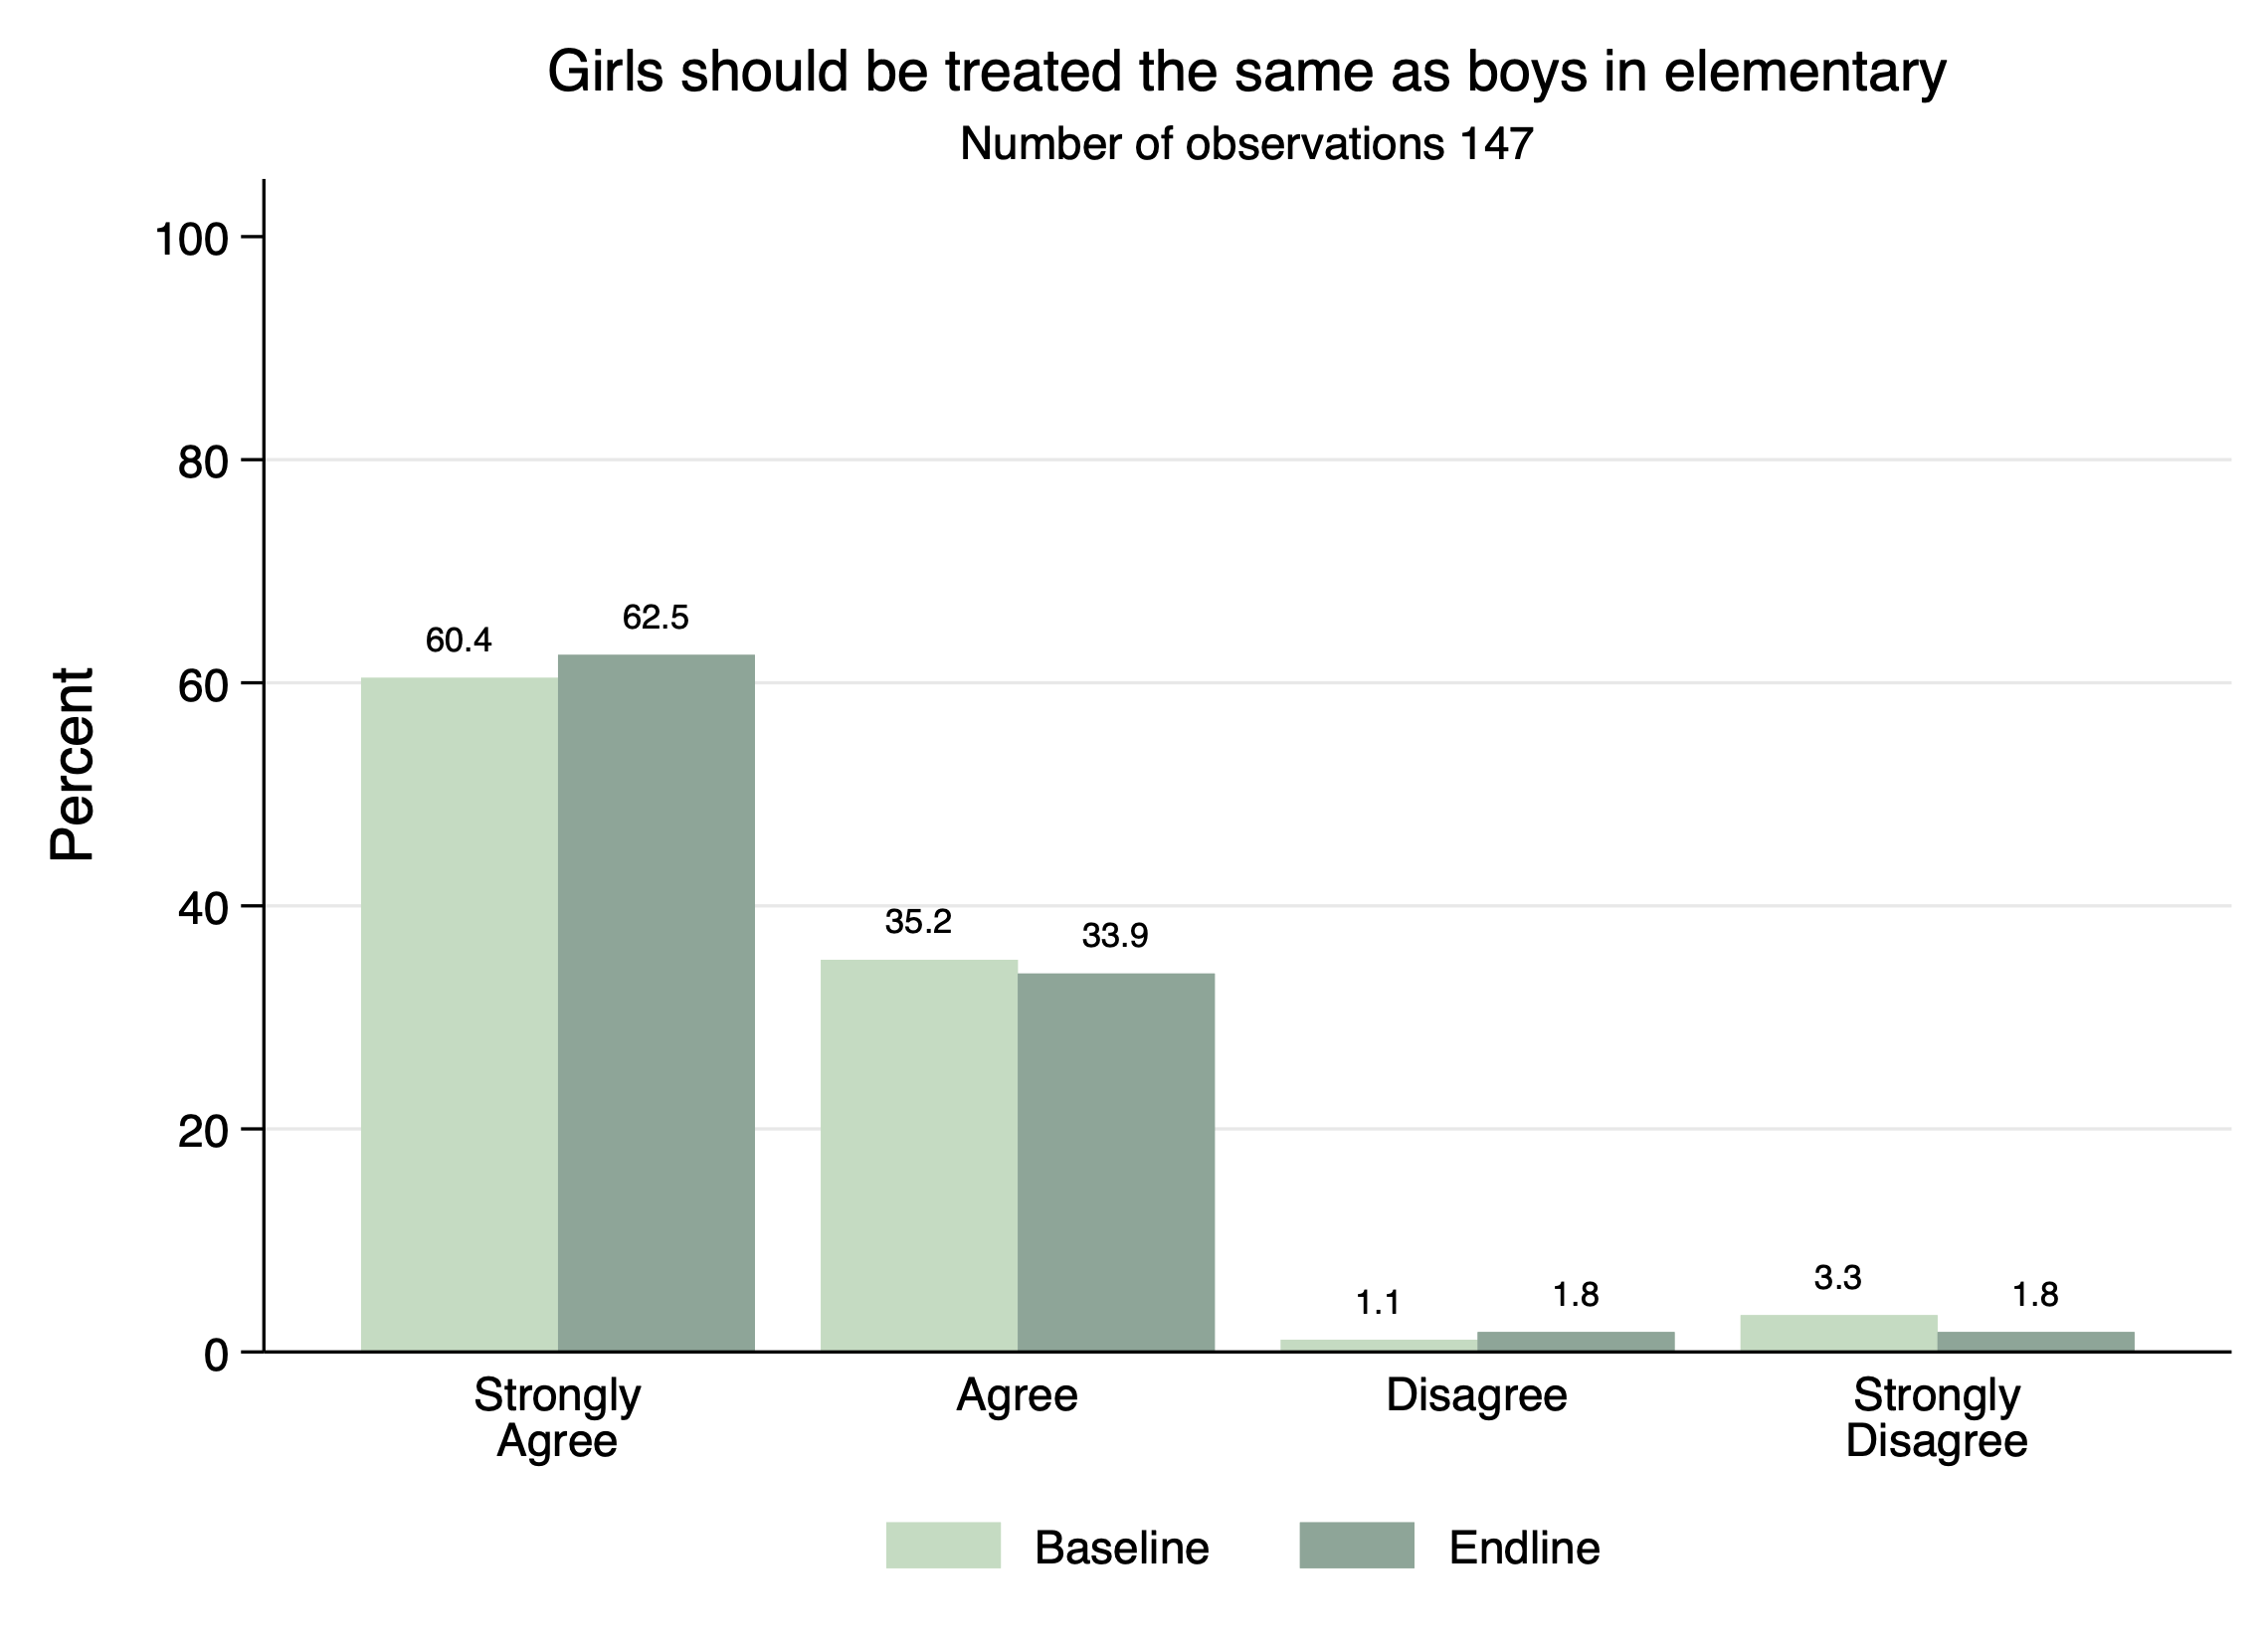 Girls should be treated the same as boys in elementary
Number of observations 147
Percent
100
80
60
40
20
0
60.4
62.5
35.2
33.9
1.1
1.8
3.3
1.8
Strongly
Agree
Agree
Disagree
Strongly
Disagree
Baseline
Endline